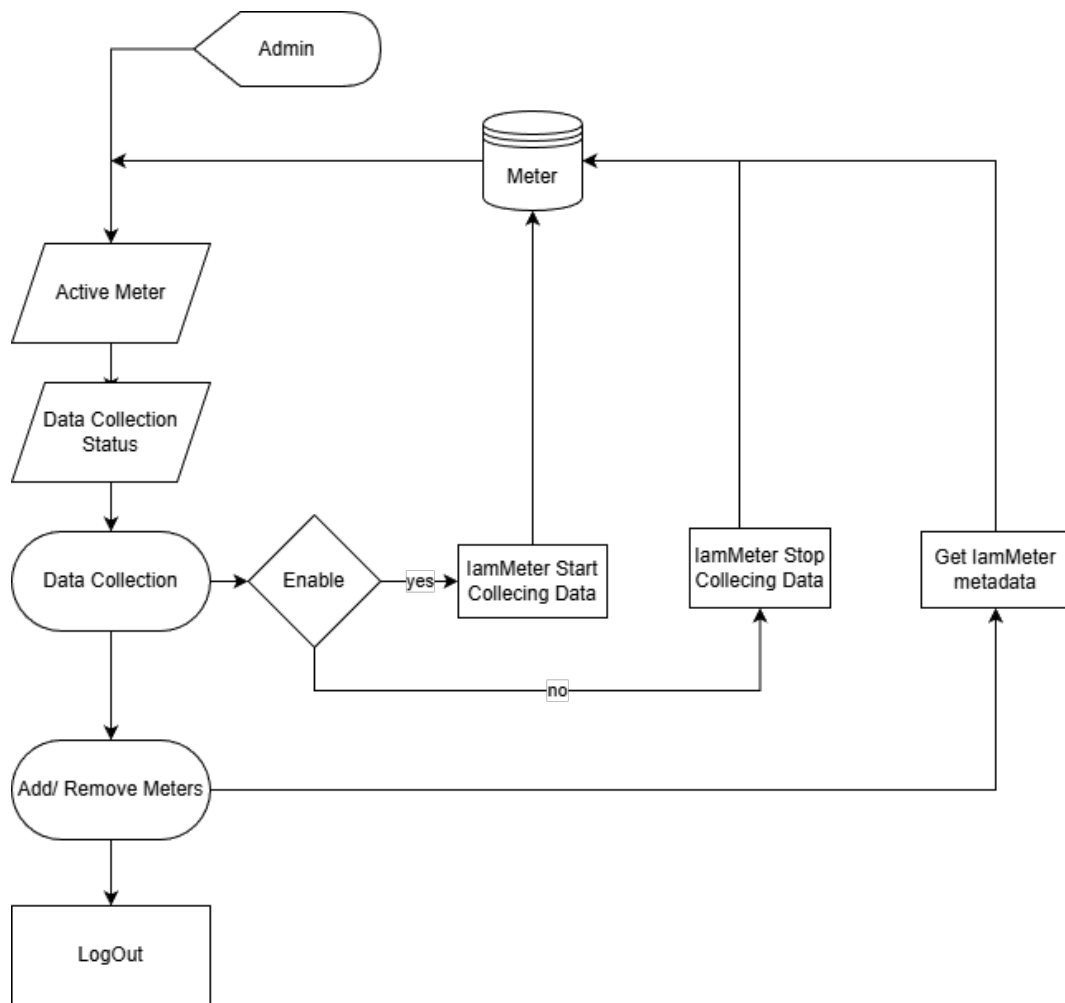 Admin
Meter
Active Meter
Data Collection
Status
Data Collection
Enable
yes
IamMeter Start
Collecing Data
IamMeter Stop
Collecing Data
Get IamMeter
metadata
no
Add/ Remove Meters
LogOut